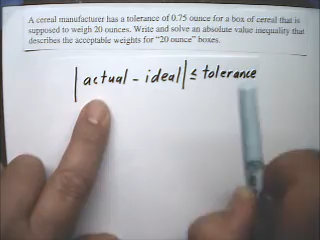 A cereal manufacturer has a tolerance of 0.75 ounce for a box of cereal that is
supposed to weigh 20 ounces. Write and solve an absolute value inequality that
describes the acceptable weights for "20 ounce" boxes.
|actual - ideal| ≤ tolerance